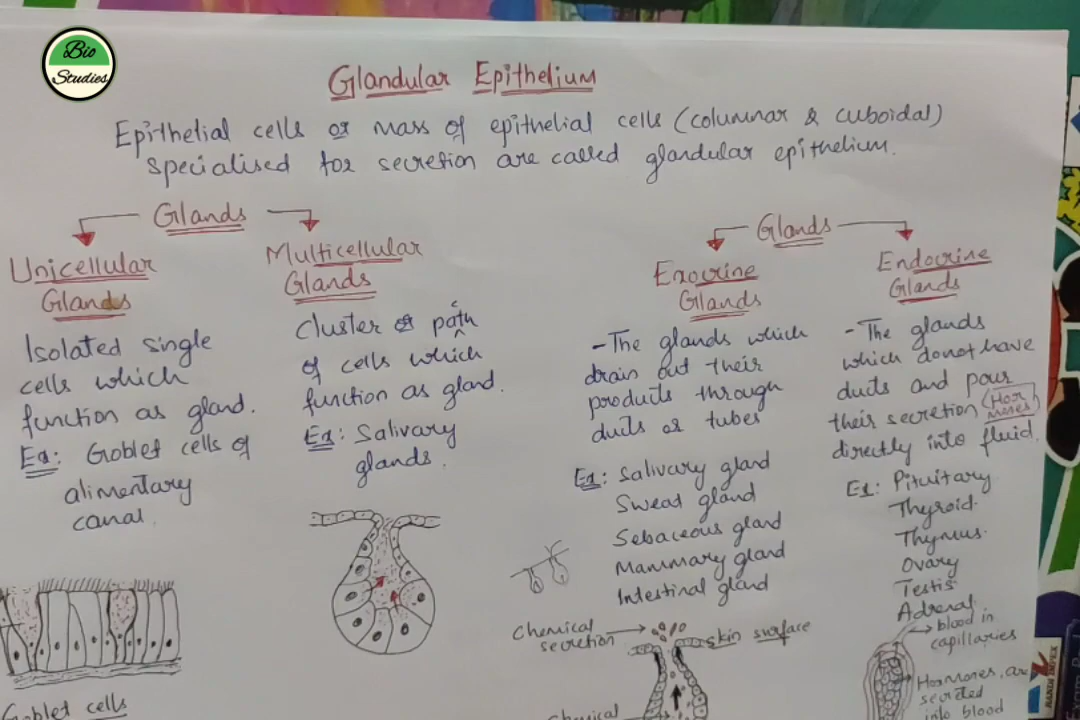 Bio
Studies
Glandular Epithelium
Epithelial cells or mass of epithelial cells (columnar & cuboidal)
specialised for secretion are called glandular epithelium.
Glands
Unicellular
Glands
Isolated single
cells which
function as gland.
Ex: Goblet cells of
alimentary
canal.
Multicellular
Glands
Cluster or patch
of cells which
function as gland.
Ex: Salivary
glands.
Goblet cells
Glands
Exocrine
Glands
-The glands which
drain out their
products through
ducts or tubes
Ex: Salivary gland
Sweat gland
Sebaceous gland
Mammary gland
Intestinal gland
Chemical
secretion
skin surface
Chemical
Endocrine
Glands
-The glands
which donot have
ducts and pour
their secretion (Hormones)
directly into fluid.
Ex: Pituitary
Thyroid
Thymus
Ovary
Testis
Adrenal
blood in
capillaries
Hormones are
secreted
into blood